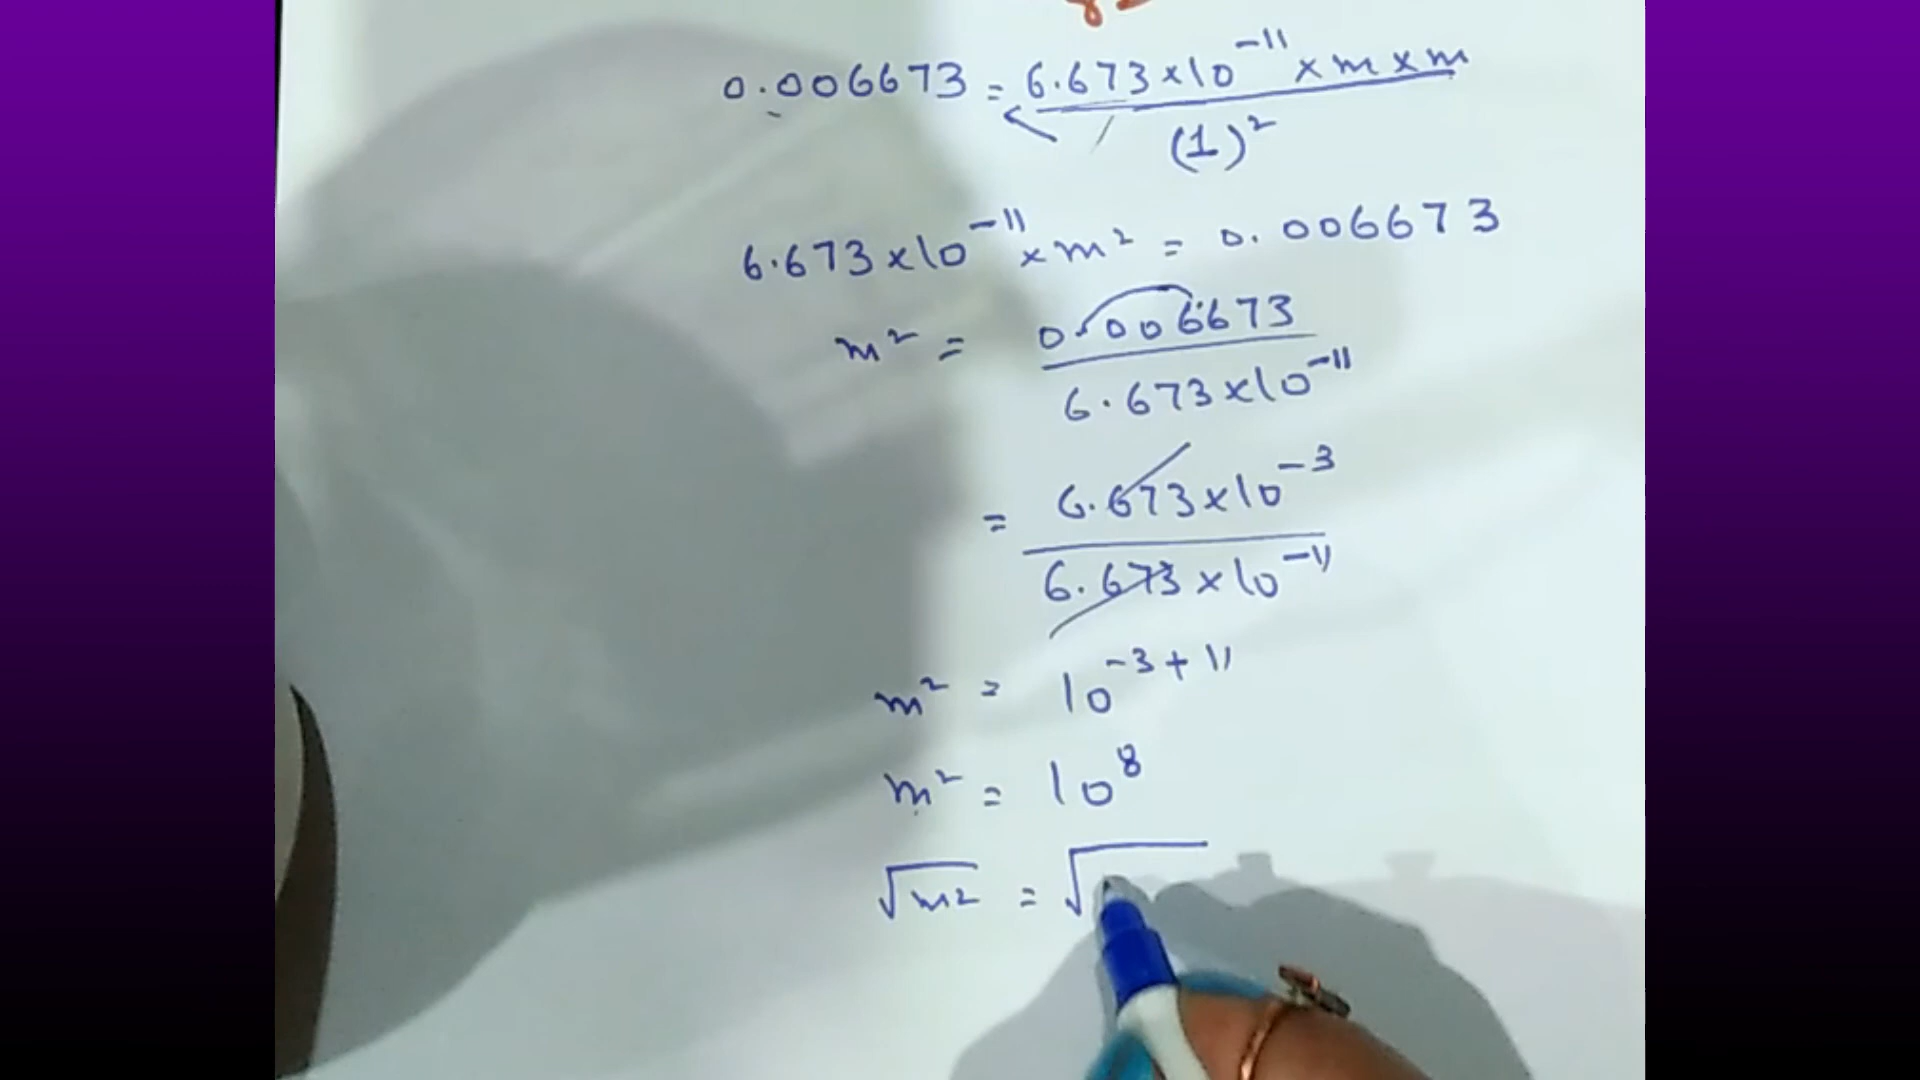 0.006673 = 6.673×10⁻¹¹ × m × m
(1)²
6.673×10⁻¹¹ × m² = 0.006673
m² = 0.006673
6.673×10⁻¹¹
= 6.673×10⁻³
6.673×10⁻¹¹
m² = 10⁻³⁺¹¹
m² = 10⁸
√m² = √